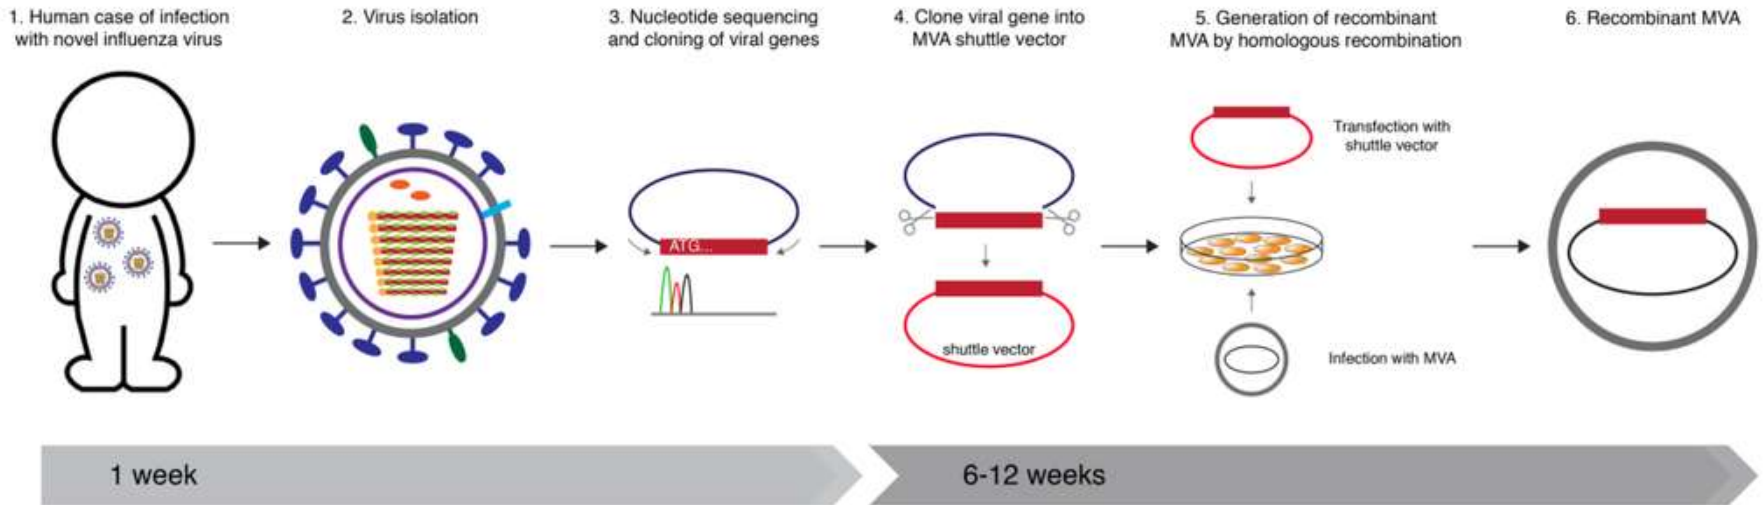 1. Human case of infection
with novel influenza virus
2. Virus isolation
3. Nucleotide sequencing
and cloning of viral genes
4. Clone viral gene into
MVA shuttle vector
5. Generation of recombinant
MVA by homologous recombination
6. Recombinant MVA
ATG...
shuttle vector
Transfection with
shuttle vector
Infection with MVA
1 week
6-12 weeks